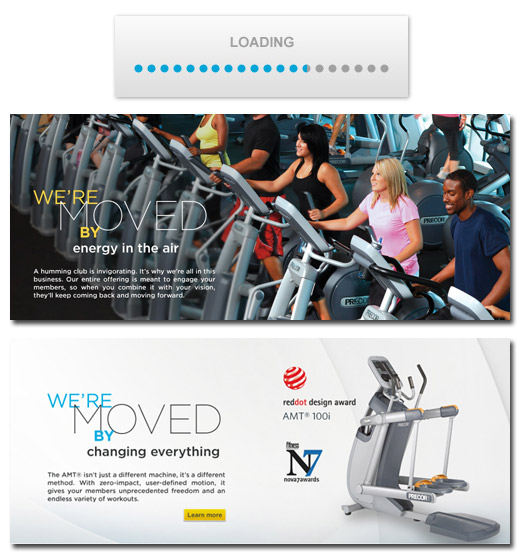 LOADING
WE'RE
MOVED
BY
energy in the air
A humming club is invigorating. It's why we're all in this
business. Our entire offering is meant to engage your
members, so when you combine it with your vision,
they'll keep coming back and moving forward.
PRECOR
PRECOR
WE'RE
MOVED
BY
changing everything
The AMT® isn't just a different machine, it's a different
method. With zero-impact, user-defined motion, it
gives your members unprecedented freedom and an
endless variety of workouts.
Learn more
reddot design award
AMT® 100i
fitness
N7
nova7awards
PRECOR